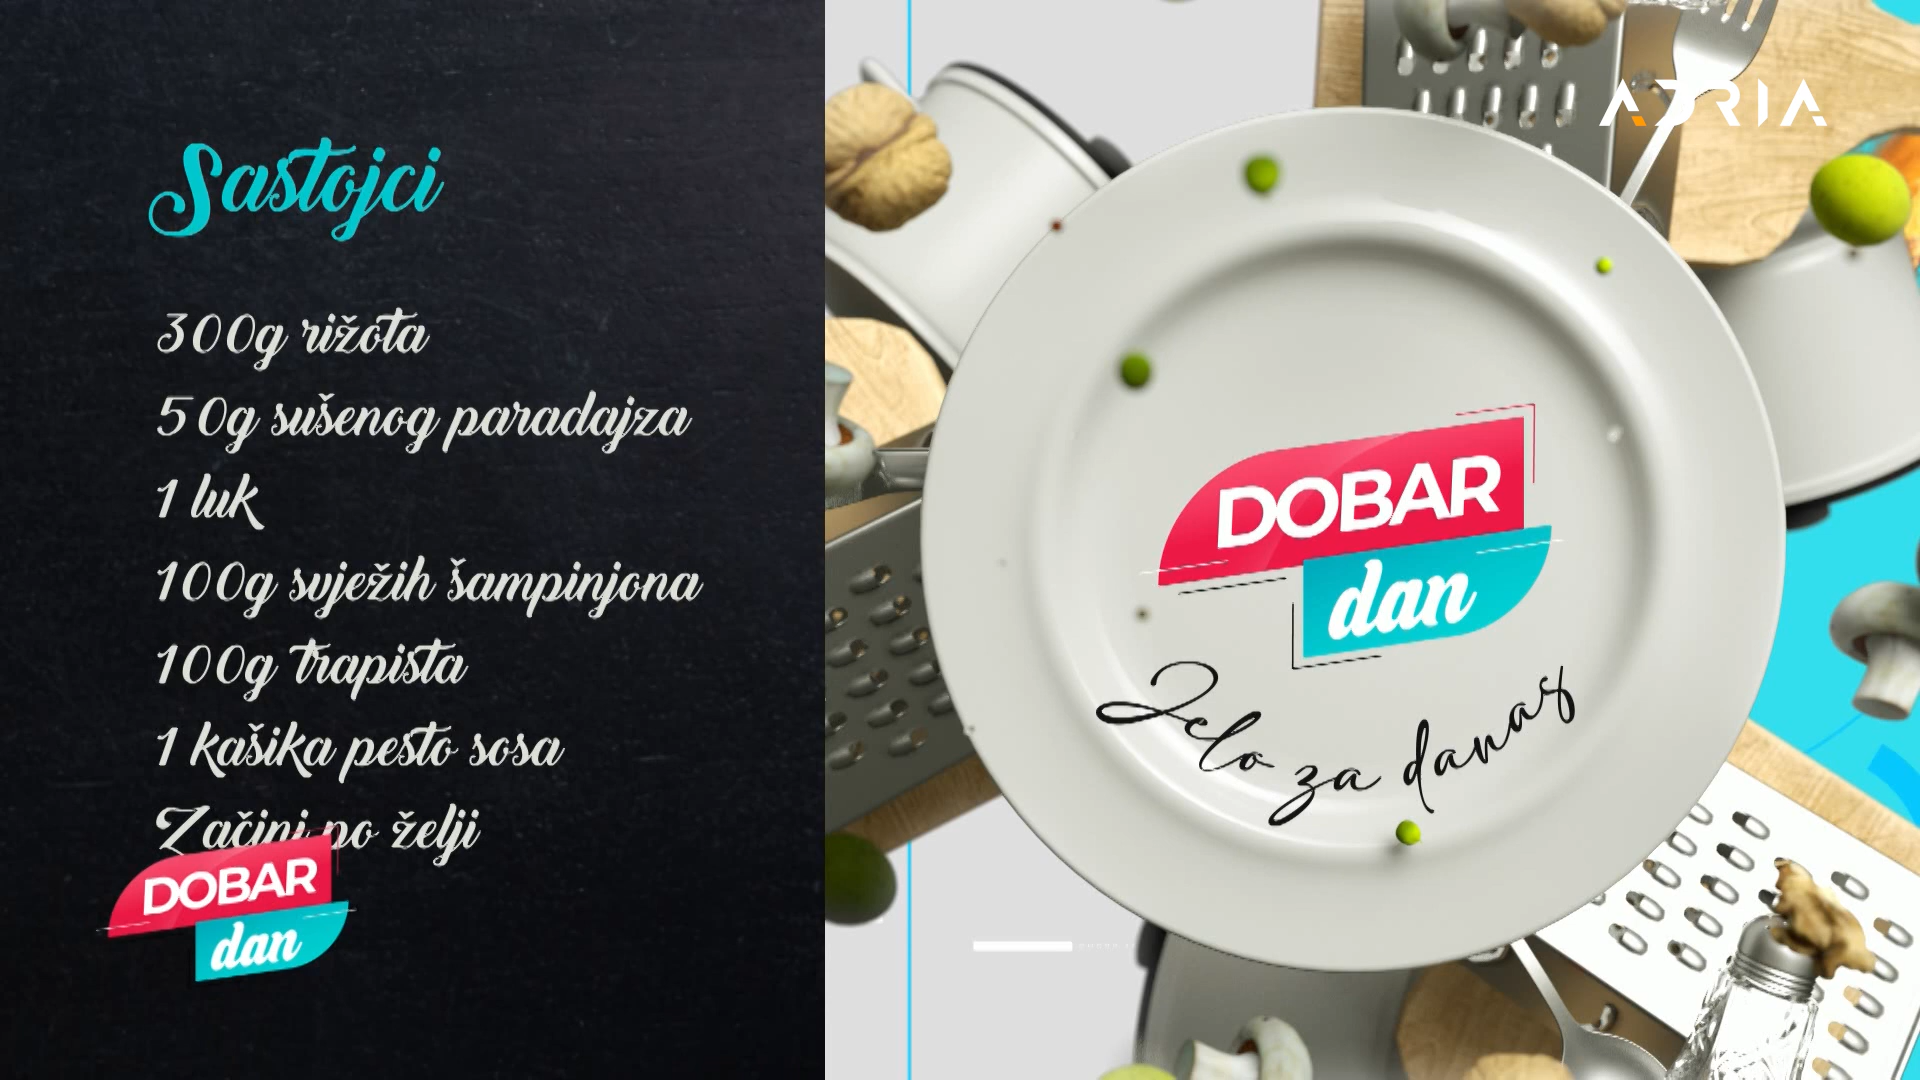 Sastojci
300g rižota
50g sušenog paradajza
1 luk
100g svježih šampinjona
100g trapista
1 kašika pesto sosa
Začini po želji
DOBAR
dan
ADRIA
DOBAR
dan
Jelo za danas